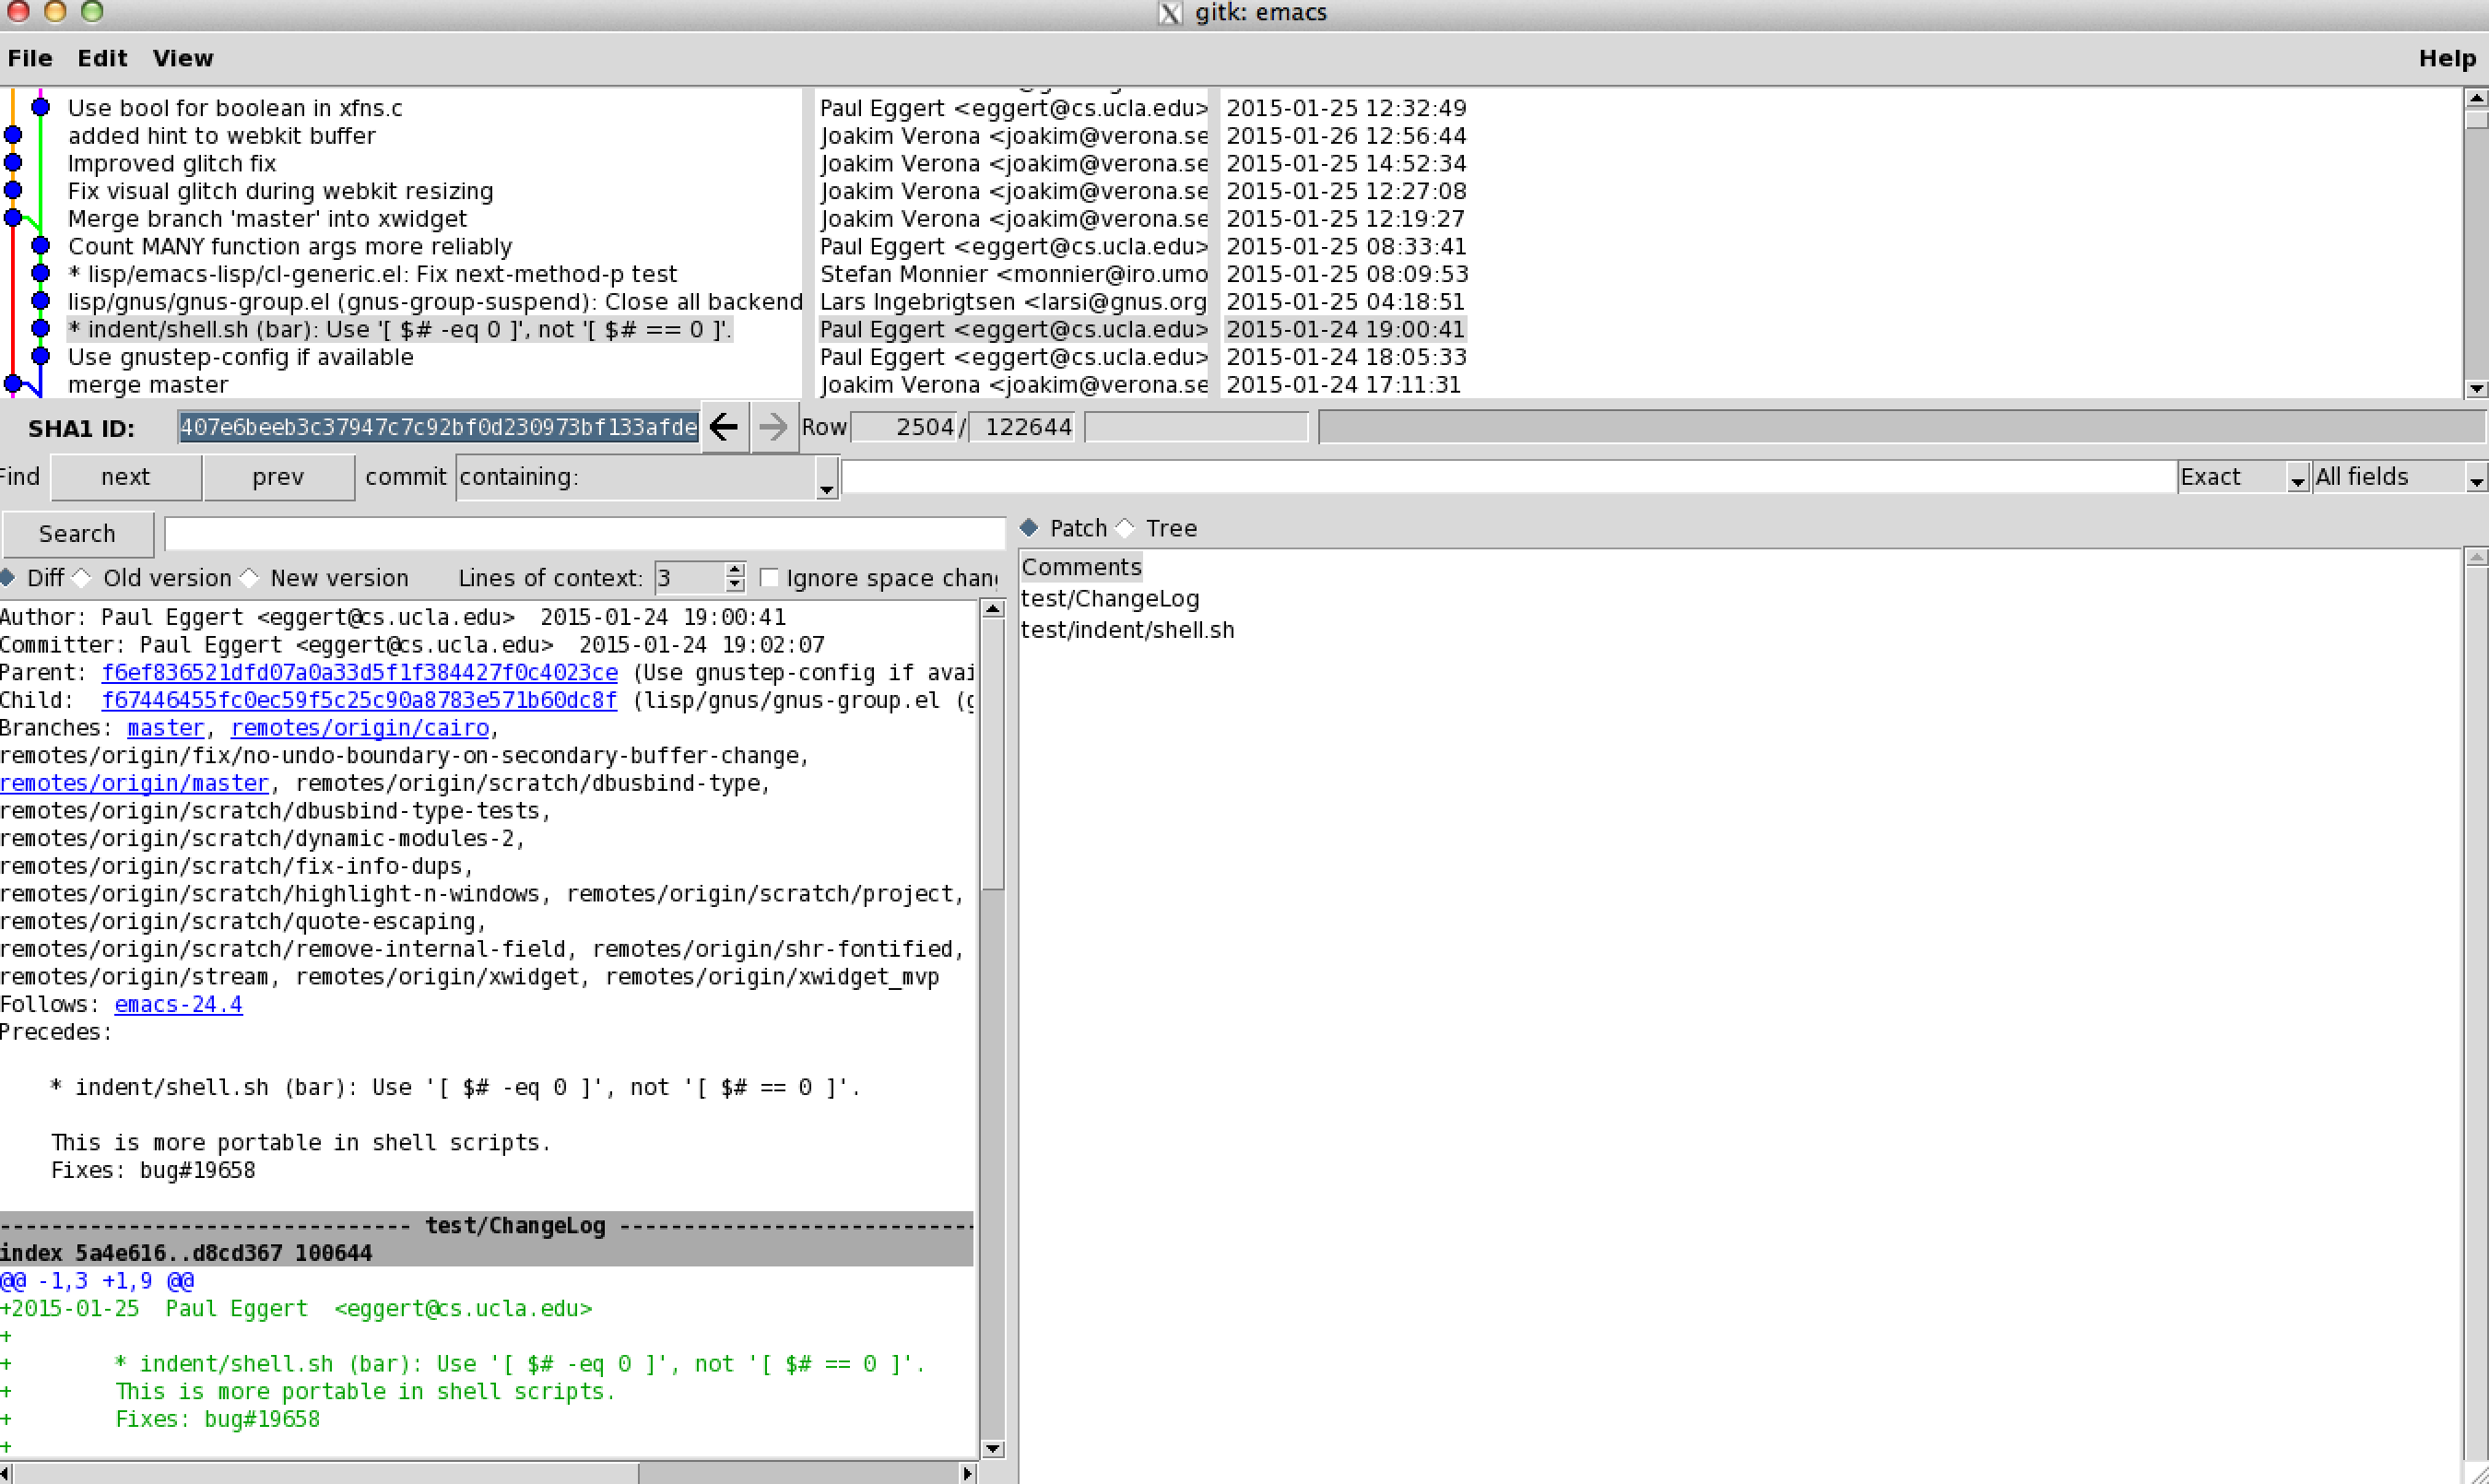 gitk: emacs
File Edit View Help
Use bool for boolean in xfns.c Paul Eggert <eggert@cs.ucla.edu> 2015-01-25 12:32:49
added hint to webkit buffer Joakim Verona <joakim@verona.se 2015-01-26 12:56:44
Improved glitch fix Joakim Verona <joakim@verona.se 2015-01-25 14:52:34
Fix visual glitch during webkit resizing Joakim Verona <joakim@verona.se 2015-01-25 12:27:08
Merge branch 'master' into xwidget Joakim Verona <joakim@verona.se 2015-01-25 12:19:27
Count MANY function args more reliably Paul Eggert <eggert@cs.ucla.edu> 2015-01-25 08:33:41
* lisp/emacs-lisp/cl-generic.el: Fix next-method-p test Stefan Monnier <monnier@iro.umo 2015-01-25 08:09:53
lisp/gnus/gnus-group.el (gnus-group-suspend): Close all backend Lars Ingebrigtsen <larsi@gnus.org 2015-01-25 04:18:51
* indent/shell.sh (bar): Use '[ $# -eq 0 ]', not '[ $# == 0 ]'. Paul Eggert <eggert@cs.ucla.edu> 2015-01-24 19:00:41
Use gnustep-config if available Paul Eggert <eggert@cs.ucla.edu> 2015-01-24 18:05:33
merge master Joakim Verona <joakim@verona.se 2015-01-24 17:11:31
SHA1 ID: 407e6beeb3c37947c7c92bf0d230973bf133afde Row 2504 / 122644
Find next prev commit containing: Exact All fields
Search
Patch Tree
Diff Old version New version Lines of context: 3 Ignore space chan
Comments
test/ChangeLog
test/indent/shell.sh
Author: Paul Eggert <eggert@cs.ucla.edu> 2015-01-24 19:00:41
Committer: Paul Eggert <eggert@cs.ucla.edu> 2015-01-24 19:02:07
Parent: f6ef836521dfd07a0a33d5f1f384427f0c4023ce (Use gnustep-config if avai
Child: f67446455fc0ec59f5c25c90a8783e571b60dc8f (lisp/gnus/gnus-group.el (g
Branches: master, remotes/origin/cairo,
remotes/origin/fix/no-undo-boundary-on-secondary-buffer-change,
remotes/origin/master, remotes/origin/scratch/dbusbind-type,
remotes/origin/scratch/dbusbind-type-tests,
remotes/origin/scratch/dynamic-modules-2,
remotes/origin/scratch/fix-info-dups,
remotes/origin/scratch/highlight-n-windows, remotes/origin/scratch/project,
remotes/origin/scratch/quote-escaping,
remotes/origin/scratch/remove-internal-field, remotes/origin/shr-fontified,
remotes/origin/stream, remotes/origin/xwidget, remotes/origin/xwidget_mvp
Follows: emacs-24.4
Precedes:
* indent/shell.sh (bar): Use '[ $# -eq 0 ]', not '[ $# == 0 ]'.
This is more portable in shell scripts.
Fixes: bug#19658
-------------------------------- test/ChangeLog ----------------------------
index 5a4e616..d8cd367 100644
@@ -1,3 +1,9 @@
+2015-01-25 Paul Eggert <eggert@cs.ucla.edu>
+
+ * indent/shell.sh (bar): Use '[ $# -eq 0 ]', not '[ $# == 0 ]'.
+ This is more portable in shell scripts.
+ Fixes: bug#19658
+